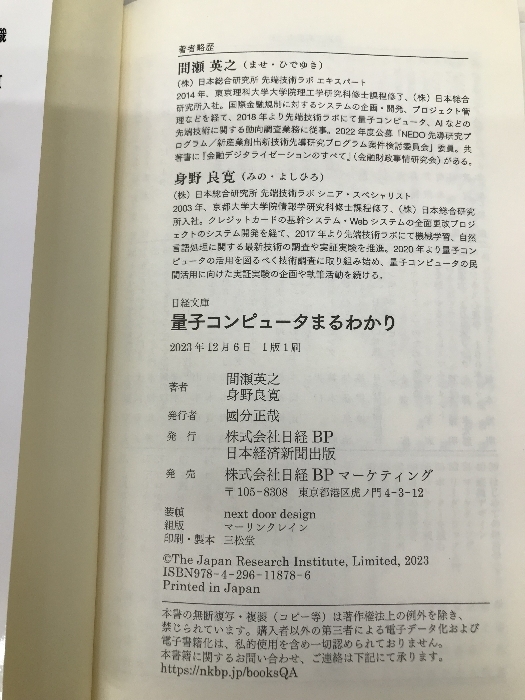 著者略歴
間瀬 英之（ませ・ひでゆき）
（株）日本総合研究所 先端技術ラボ エキスパート
2014年、東京理科大学大学院理工学研究科修士課程修了、（株）日本総合
研究所入社。国際金融規制に対するシステムの企画・開発、プロジェクト管
理などを経て、2018年より先端技術ラボにて量子コンピュータ、AIなどの
先端技術に関する動向調査業務に従事。2022年度公募「NEDO先導研究プ
ログラム／新産業創出新技術先導研究プログラム案件検討委員会」委員。共
著書に『金融デジタライゼーションのすべて』（金融財政事情研究会）がある。
身野 良寛（みの・よしひろ）
（株）日本総合研究所 先端技術ラボ シニア・スペシャリスト
2003年、京都大学大学院情報学研究科修士課程修了、（株）日本総合研究
所入社。クレジットカードの基幹システム・Webシステムの全面更改プロジ
ェクトのシステム開発を経て、2017年より先端技術ラボにて機械学習、自然
言語処理に関する最新技術の調査や実証実験を推進。2020年より量子コン
ピュータの活用を図るべく技術調査に取り組み始め、量子コンピュータの民
間活用に向けた実証実験の企画や執筆活動を続ける。
日経文庫
量子コンピュータまるわかり
2023年12月6日 1版1刷
著者 間瀬英之
身野良寛
発行者 國分正哉
発行 株式会社日経BP
日本経済新聞出版
発売 株式会社日経BPマーケティング
〒105-8308 東京都港区虎ノ門4-3-12
装幀 next door design
組版 マーリンクレイン
印刷・製本 三松堂
©The Japan Research Institute, Limited, 2023
ISBN978-4-296-11878-6
Printed in Japan
本書の無断複写・複製（コピー等）は著作権法上の例外を除き、
禁じられています。購入者以外の第三者による電子データ化および
電子書籍化は、私的使用を含め一切認められておりません。
本書籍に関するお問い合わせ、ご連絡は下記にて承ります。
https://nkbp.jp/booksQA